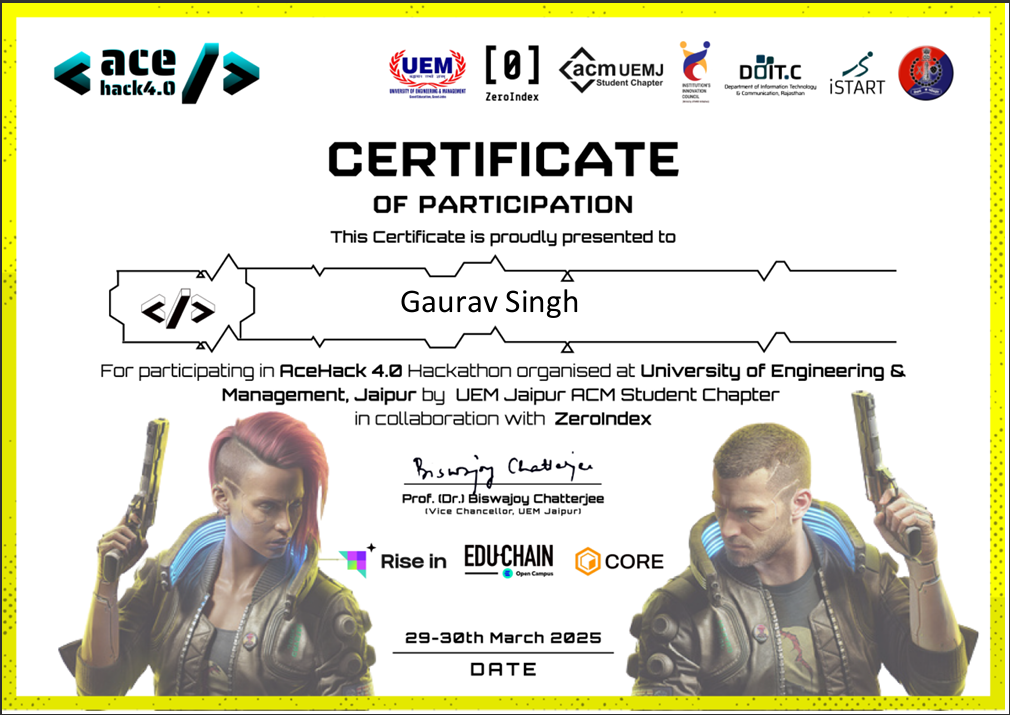 ace
hack4.0
UEM
UNIVERSITY OF ENGINEERING & MANAGEMENT
[0]
ZeroIndex
acm UEMJ
Student Chapter
INSTITUTION'S
INNOVATION
COUNCIL
DOIT.C
Department of Information Technology
& Communication, Rajasthan
iSTART
CERTIFICATE
OF PARTICIPATION
This Certificate is proudly presented to
</>
Gaurav Singh
For participating in AceHack 4.0 Hackathon organised at University of Engineering &
Management, Jaipur by UEM Jaipur ACM Student Chapter
in collaboration with ZeroIndex
Biswajoy Chatterjee
Prof. (Dr.) Biswajoy Chatterjee
(Vice Chancellor, UEM Jaipur)
Rise in
EDU CHAIN
Open Campus
CORE
29-30th March 2025
DATE